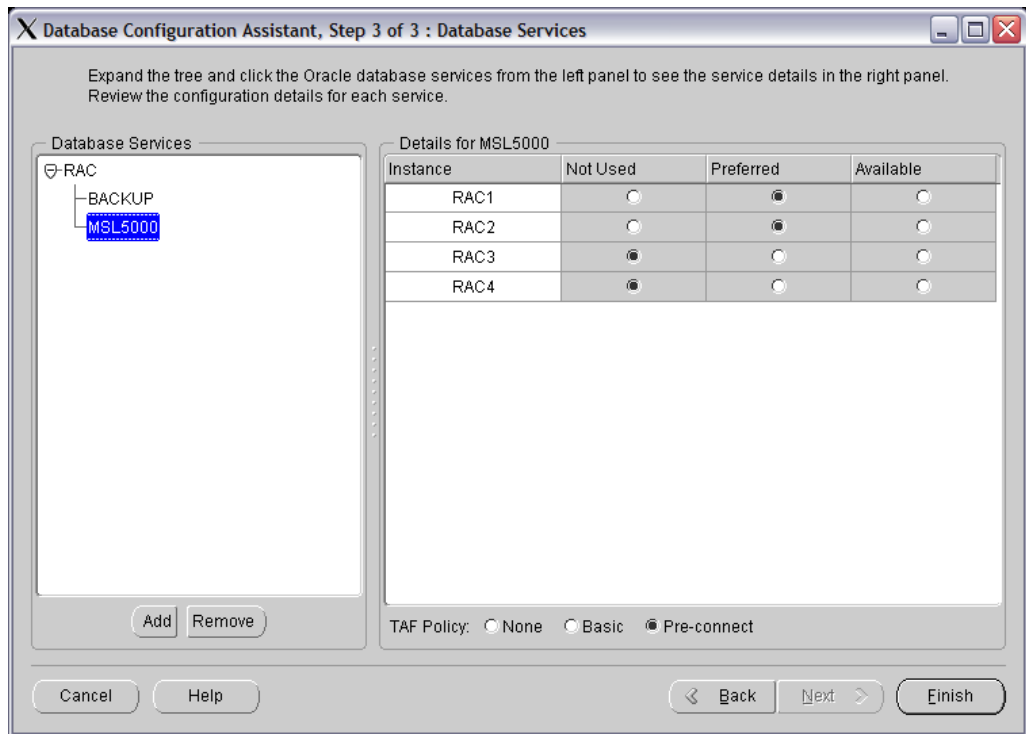 Database Configuration Assistant, Step 3 of 3 : Database Services
Expand the tree and click the Oracle database services from the left panel to see the service details in the right panel.
Review the configuration details for each service.
Database Services
RAC
BACKUP
MSL5000
Add Remove
Details for MSL5000
Instance Not Used Preferred Available
RAC1
RAC2
RAC3
RAC4
TAF Policy: None Basic Pre-connect
Cancel Help Back Next Finish